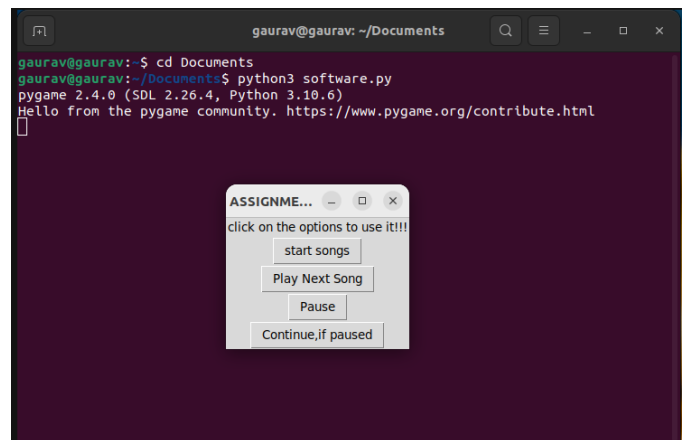 gaurav@gaurav: ~/Documents
gaurav@gaurav:~$ cd Documents
gaurav@gaurav:~/Documents$ python3 software.py
pygame 2.4.0 (SDL 2.26.4, Python 3.10.6)
Hello from the pygame community. https://www.pygame.org/contribute.html
ASSIGNME...
click on the options to use it!!!
start songs
Play Next Song
Pause
Continue,if paused